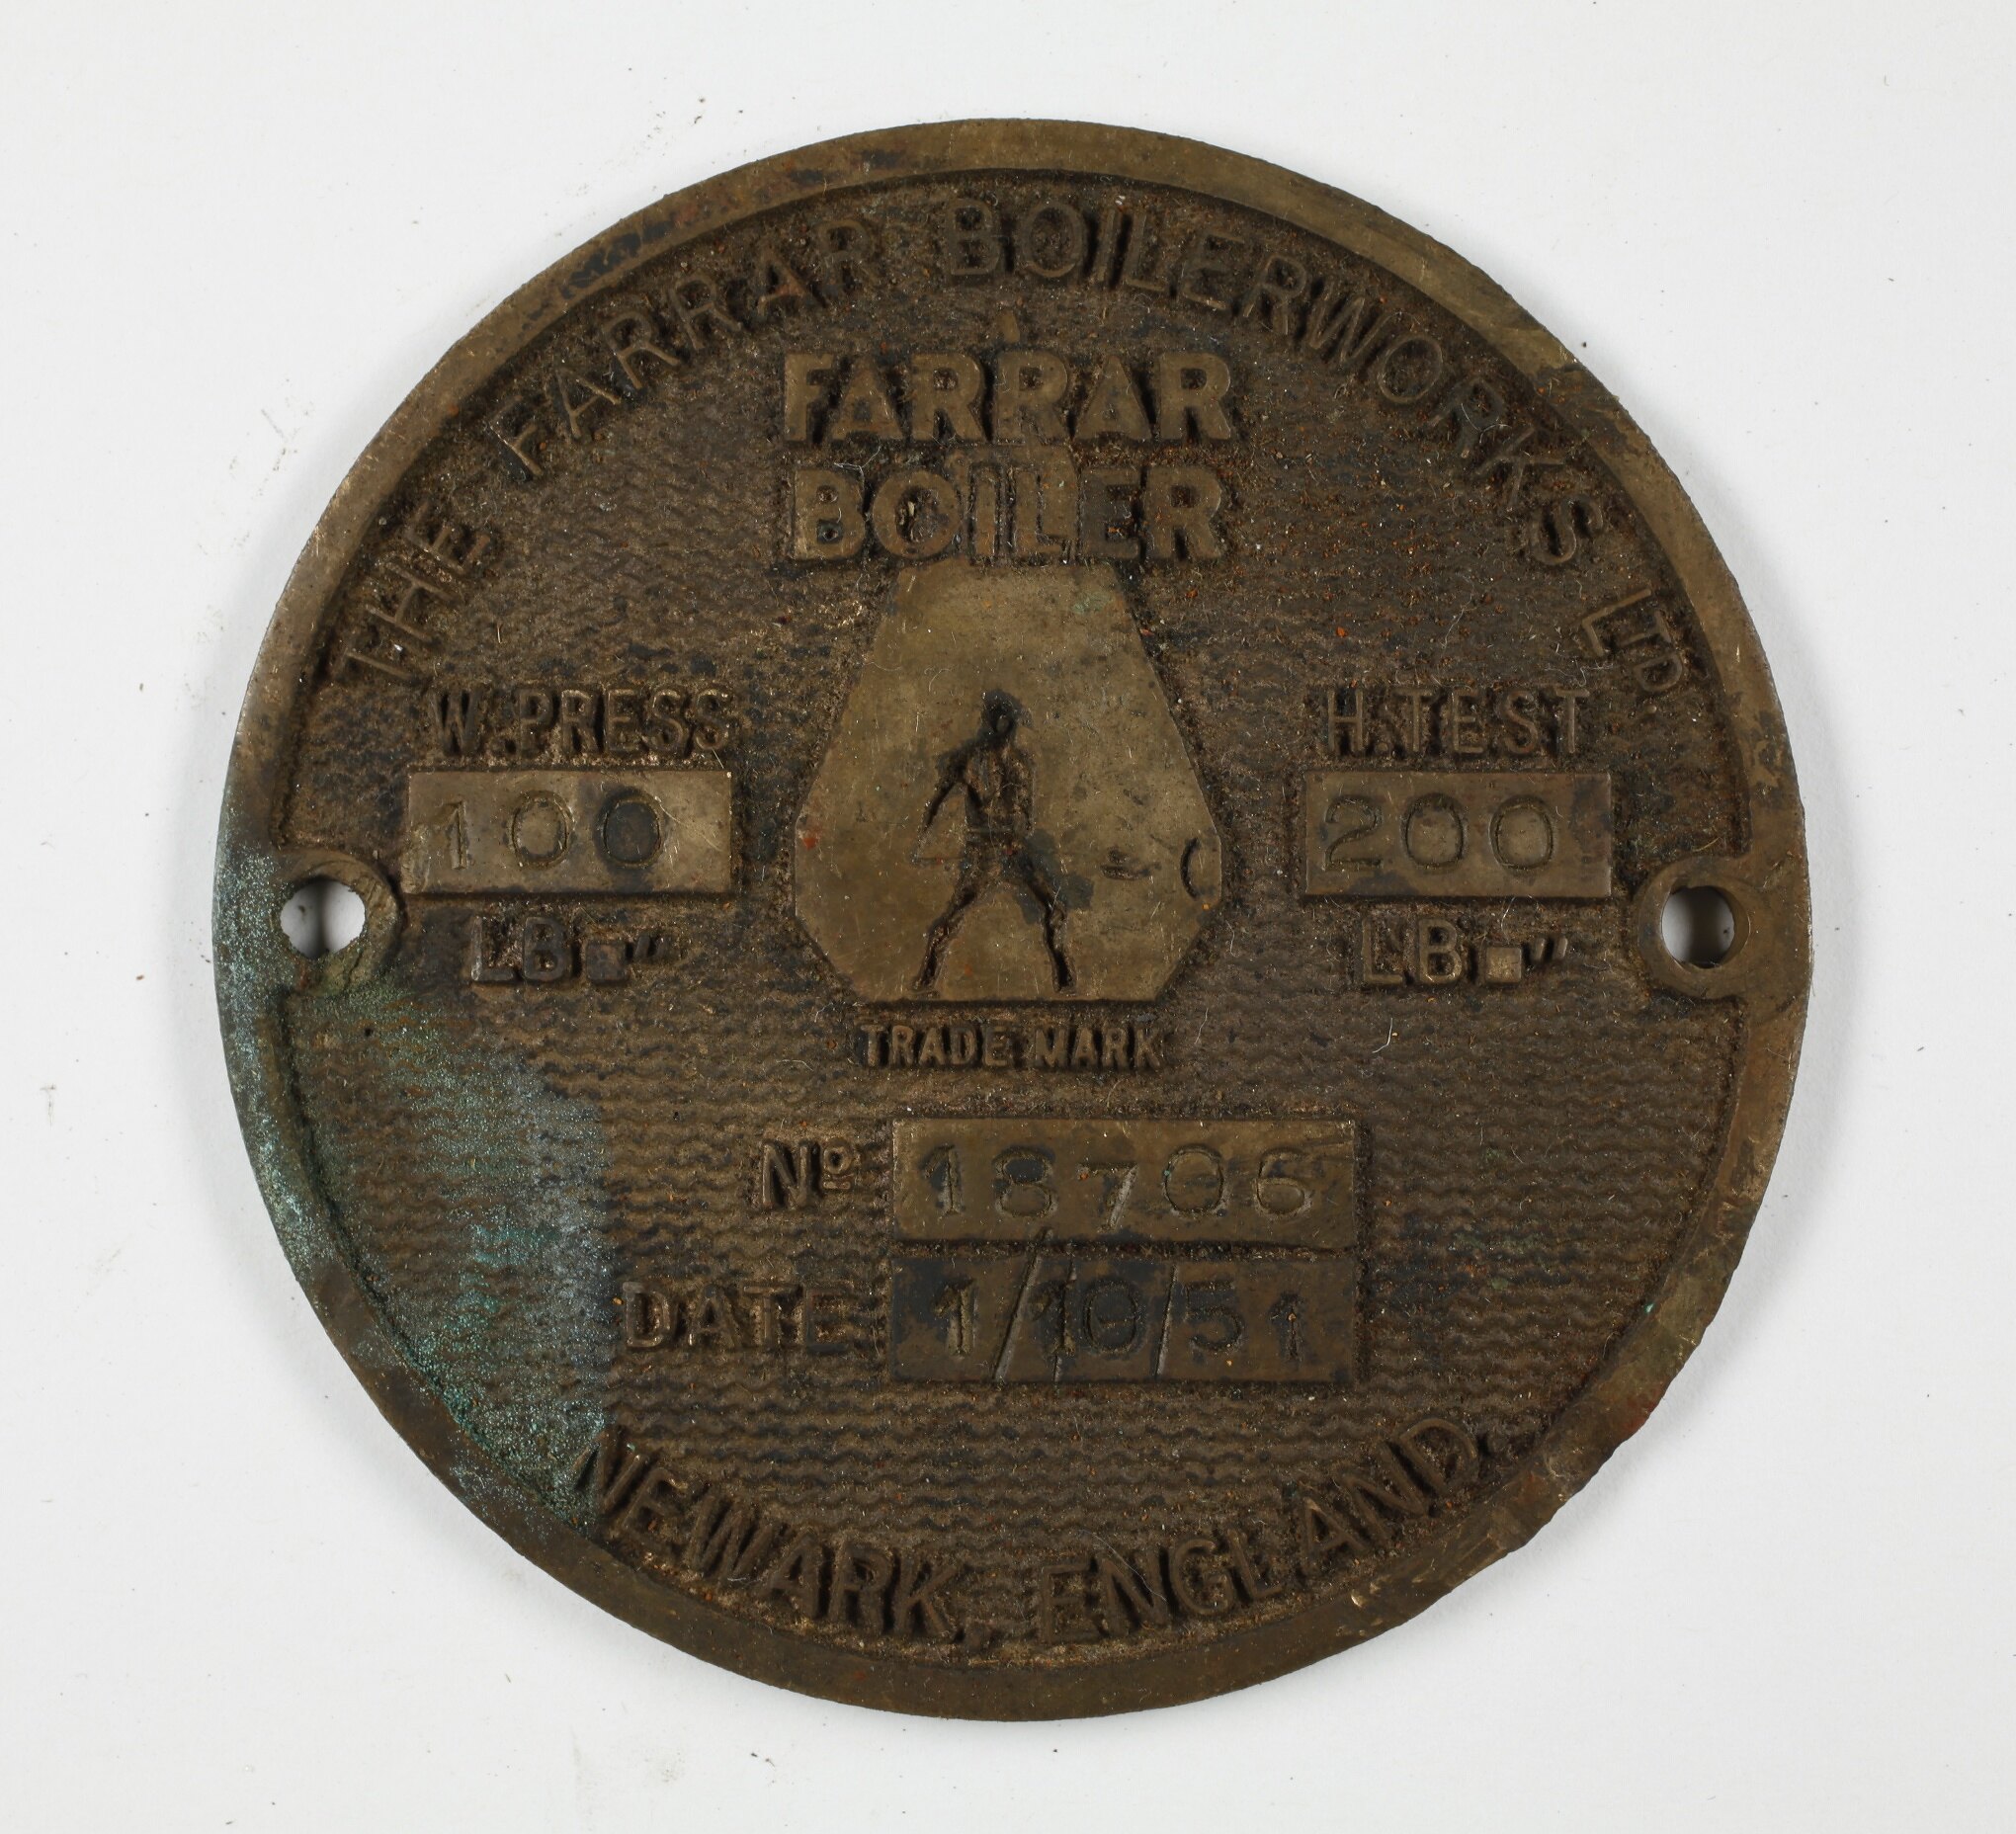 THE FARRAR BOILERWORKS LTD.
FARRAR
BOILER
W. PRESS
100
LB ▪"
H. TEST
200
LB ▪"
TRADE MARK
Nº 18706
DATE 1/10/51
NEWARK, ENGLAND.